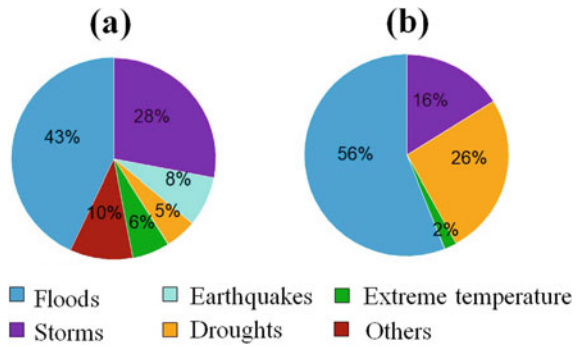 (a) (b)
43% 28% 8% 5% 6% 10%
56% 16% 26% 2%
Floods Earthquakes Extreme temperature
Storms Droughts Others